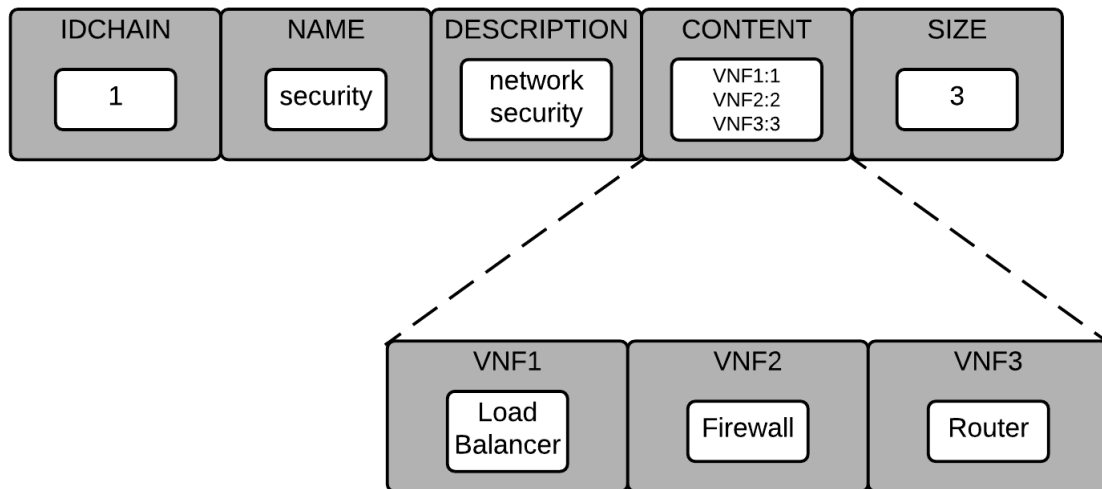 IDCHAIN
NAME
DESCRIPTION
CONTENT
SIZE
1
security
network
security
VNF1:1
VNF2:2
VNF3:3
3
VNF1
VNF2
VNF3
Load
Balancer
Firewall
Router